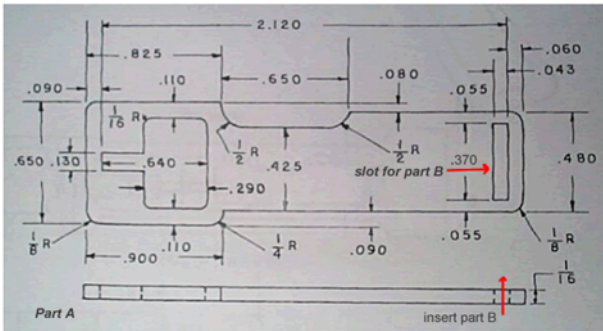 2.120
.825
.060
.650
.080
.043
.090
.110
.055
1/16 R
1/2 R
1/2 R
.650
.130
.640
.425
.370
.480
slot for part B
.290
.055
1/8 R
.110
1/4 R
.090
1/8 R
.900
1/16
Part A
insert part B